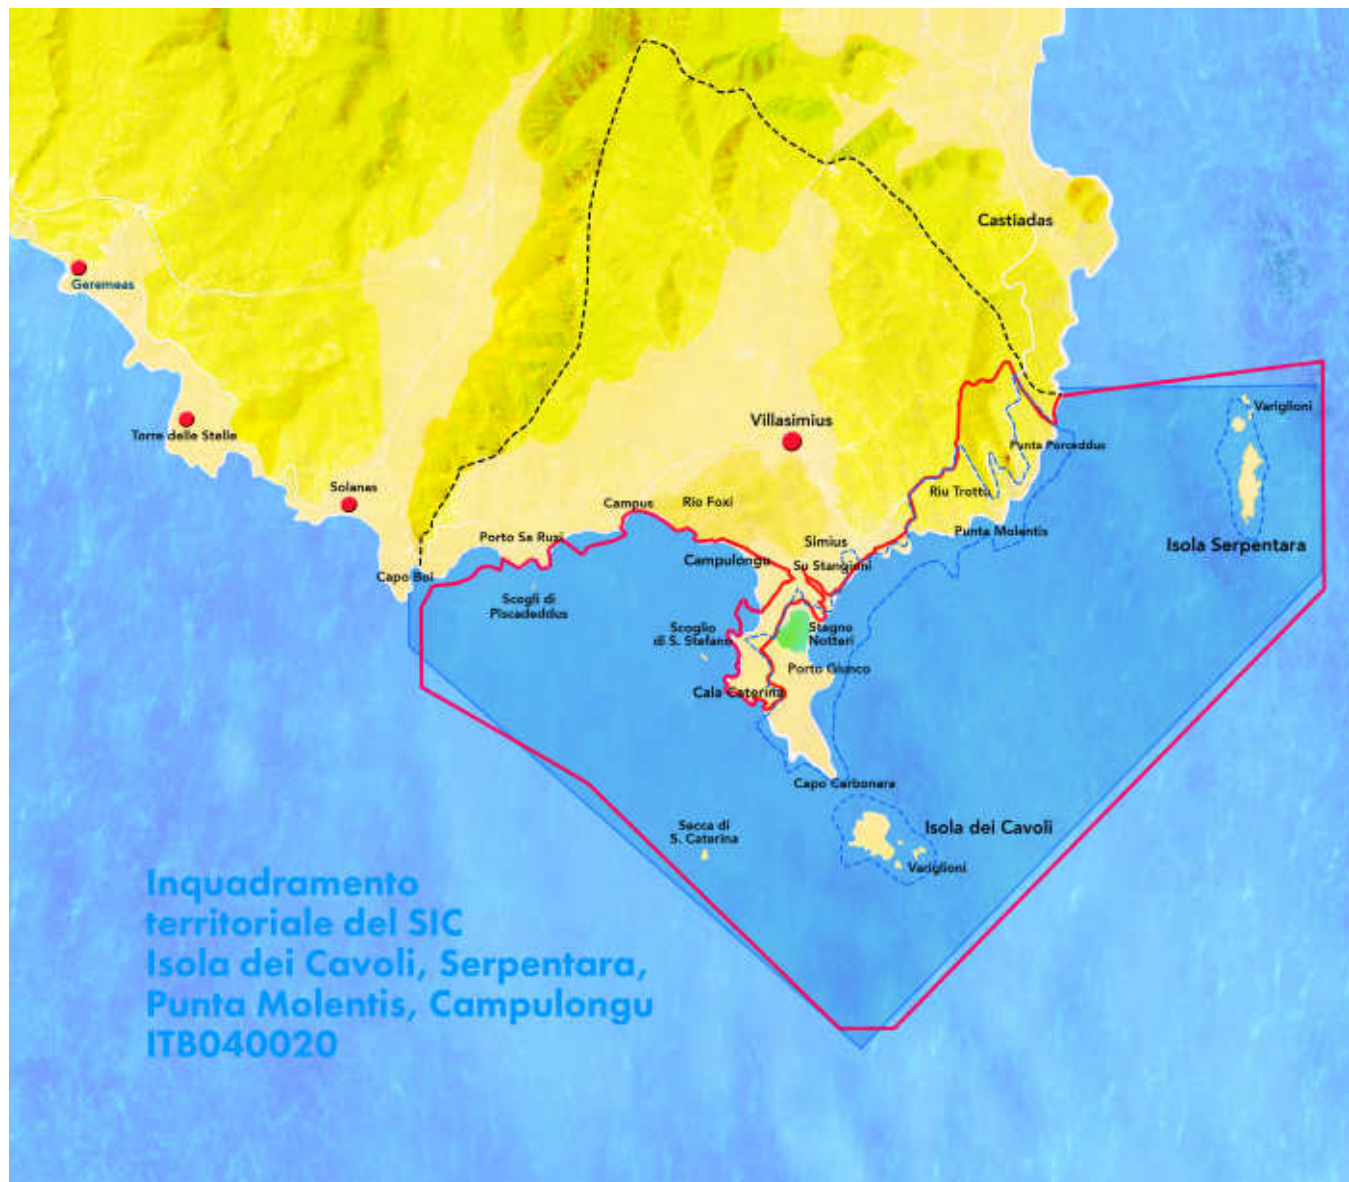 Castiadas
Geremeas
Variglioni
Villasimius
Torre delle Stelle
Punta Porceddus
Solanas
Riu Trottu
Campus
Rio Foxi
Punta Molentis
Porto Sa Ruxi
Simius
Isola Serpentara
Campulongu
Su Stangioni
Capo Boi
Scogli di
Piscadeddus
Scoglio
di S. Stefano
Stagno
Notteri
Porto Giunco
Cala Caterina
Capo Carbonara
Secca di
S. Caterina
Isola dei Cavoli
Variglioni
Inquadramento
territoriale del SIC
Isola dei Cavoli, Serpentara,
Punta Molentis, Campulongu
ITB040020